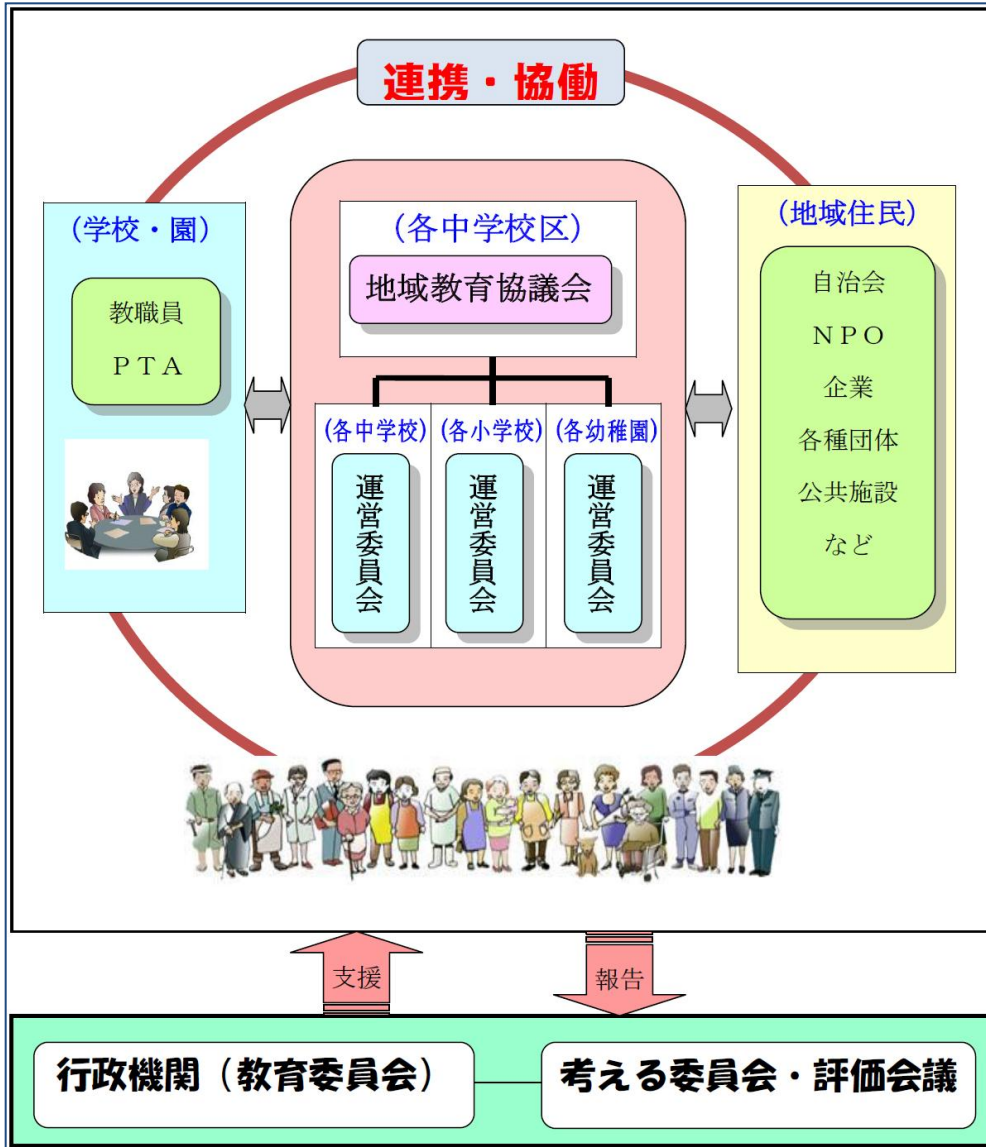 連携・協働
(学校・園)
教職員
ＰＴＡ
(各中学校区)
地域教育協議会
(各中学校)
運営委員会
(各小学校)
運営委員会
(各幼稚園)
運営委員会
(地域住民)
自治会
ＮＰＯ
企業
各種団体
公共施設
など
支援
報告
行政機関（教育委員会）
考える委員会・評価会議